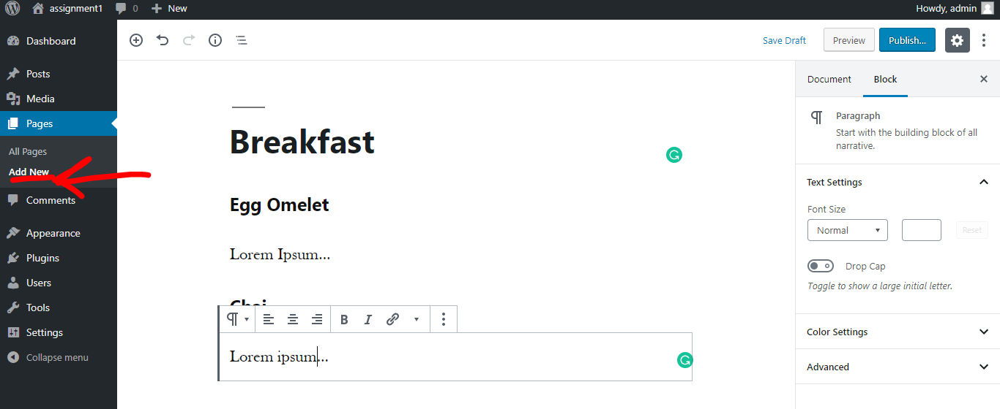 assignment1 0 New Howdy, admin
Dashboard
Posts
Media
Pages
All Pages
Add New
Comments
Appearance
Plugins
Users
Tools
Settings
Collapse menu
Save Draft Preview Publish...
Breakfast
Egg Omelet
Lorem Ipsum...
Chai
B I
Lorem ipsum...
Document Block
Paragraph
Start with the building block of all
narrative.
Text Settings
Font Size
Normal Reset
Drop Cap
Toggle to show a large initial letter.
Color Settings
Advanced